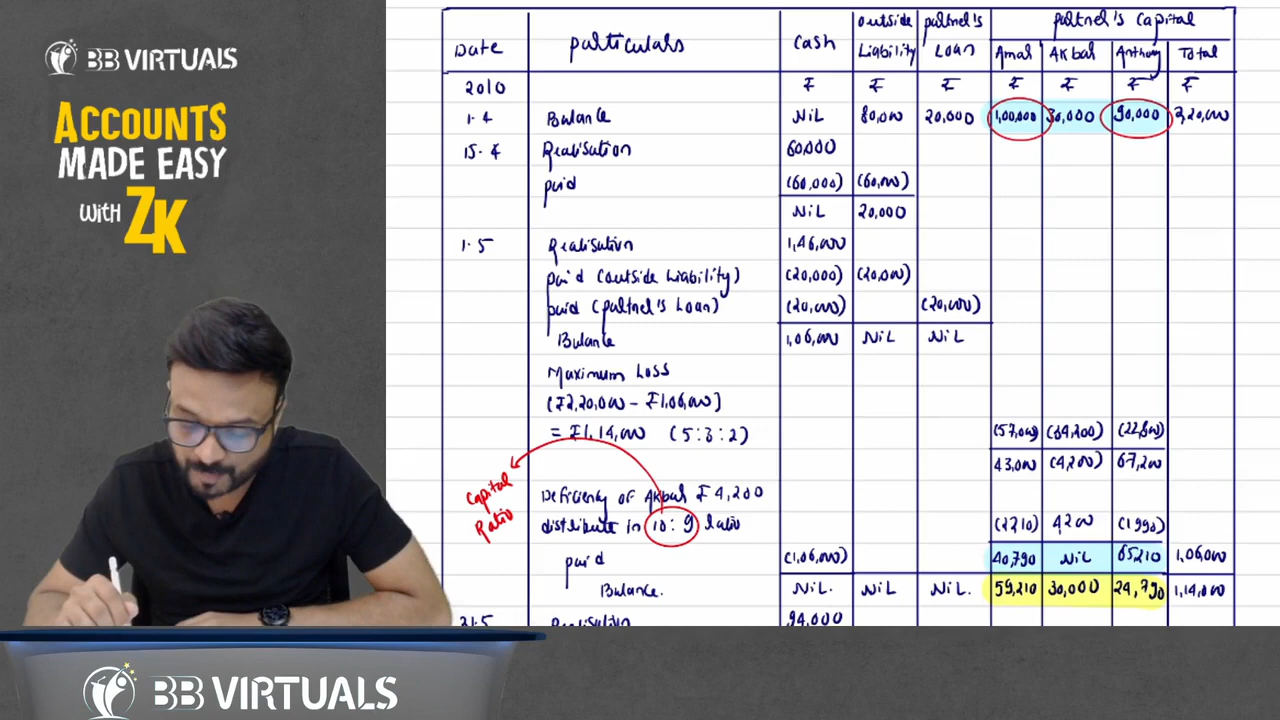 BB VIRTUALS
ACCOUNTS
MADE EASY
WITH ZK
Date Particulars Cash Outside Liability Partner's Loan Partner's Capital
Amar Akbar Anthony Total
2010 ₹ ₹ ₹ ₹ ₹ ₹ ₹
1.4 Balance NIL 80,000 20,000 1,00,000 30,000 90,000 3,20,000
15.4 Realisation 60,000
paid (60,000) (60,000)
NIL 20,000
1.5 Realisation 1,46,000
paid (outside Liability) (20,000) (20,000)
paid (Partner's Loan) (20,000) (20,000)
Balance 1,06,000 NIL NIL
Maximum Loss
(₹2,20,000 - ₹1,06,000)
= ₹1,14,000 (5:3:2) (57,000) (34,200) (22,800)
43,000 (4,200) 67,200
Capital Ratio
Deficiency of Akbar ₹4,200
distribute in 10:9 ratio (2210) 4200 (1990)
paid (1,06,000) 40,790 NIL 65,210 1,06,000
Balance. NIL. NIL NIL. 59,210 30,000 24,790 1,14,000
31.5 Realisation 94,000
BB VIRTUALS